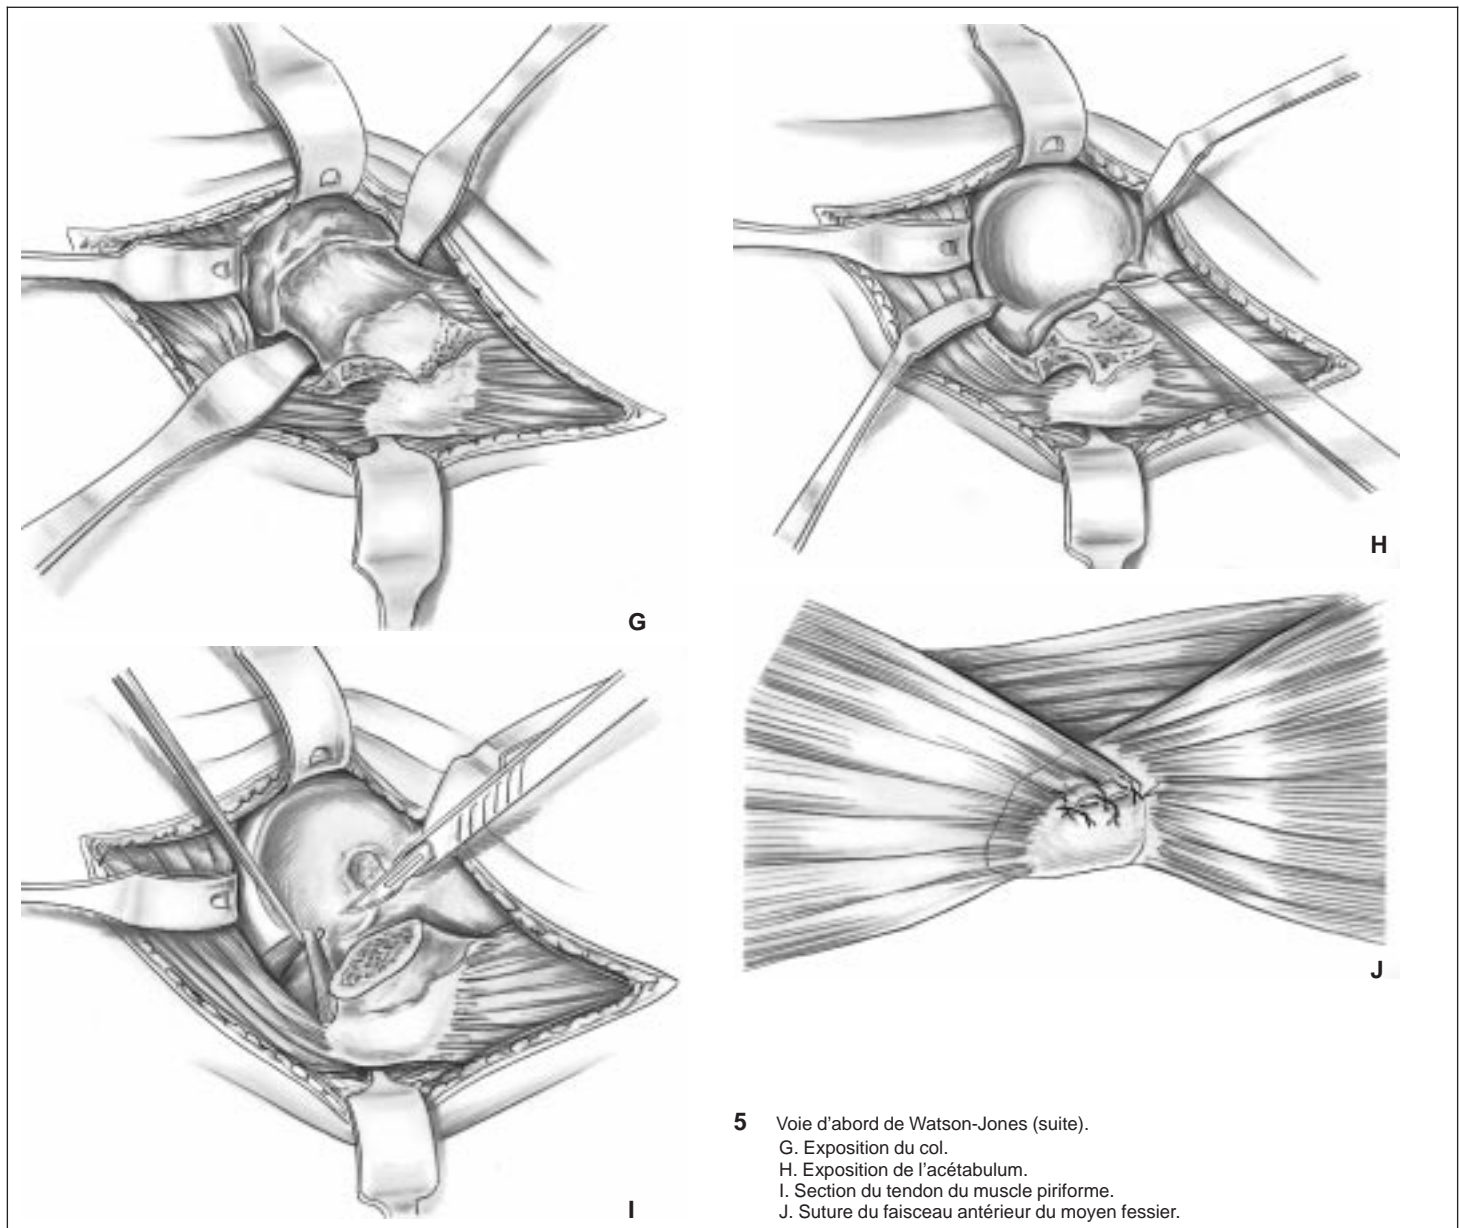 G
H
I
J
5 Voie d'abord de Watson-Jones (suite).
G. Exposition du col.
H. Exposition de l'acétabulum.
I. Section du tendon du muscle piriforme.
J. Suture du faisceau antérieur du moyen fessier.